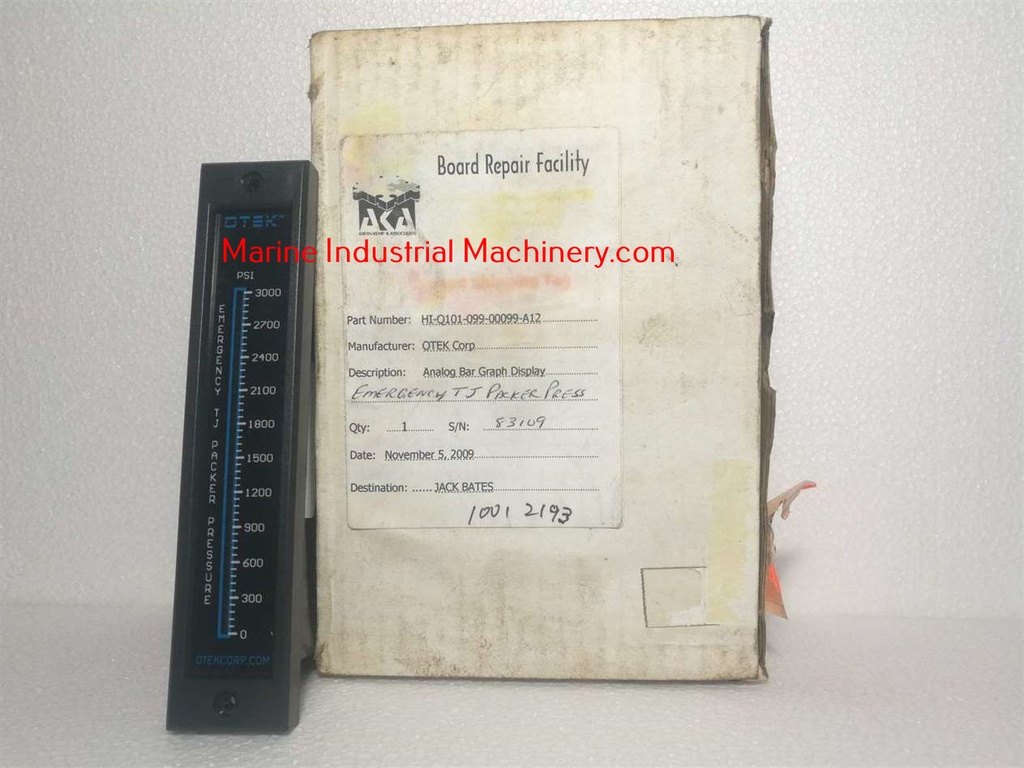 Board Repair Facility
AKA
Marine Industrial Machinery.com
Part Number: HI-Q101-099-00099-A12
Manufacturer: OTEK Corp
Description: Analog Bar Graph Display
EMERGENCY TJ PACKER PRESS
Qty: 1 S/N: 83109
Date: November 5, 2009
Destination: ...... JACK BATES
1001 2193
OTEK
PSI
3000
2700
2400
2100
1800
1500
1200
900
600
300
0
EMERGENCY TJ PACKER PRESSURE
OTEKCORP.COM